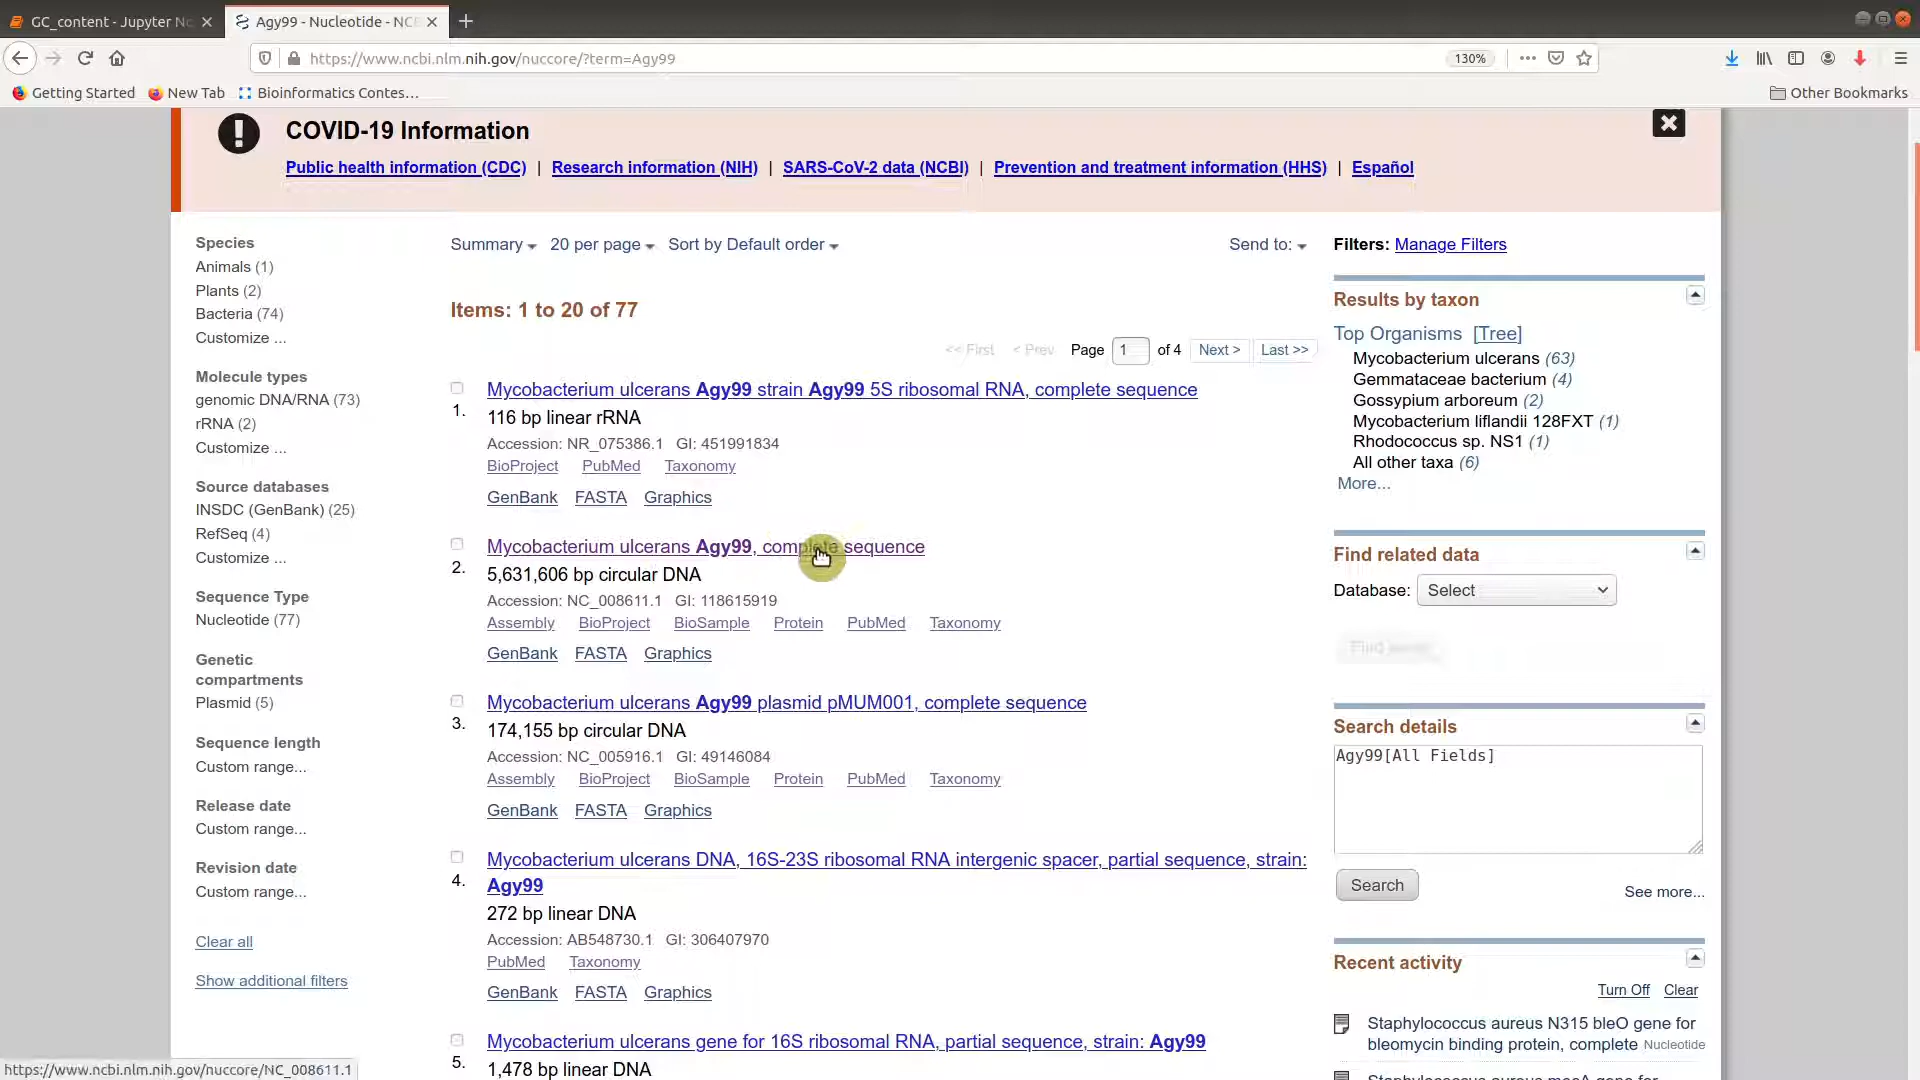 GC_content - Jupyter No
Agy99 - Nucleotide - NCB
https://www.ncbi.nlm.nih.gov/nuccore/?term=Agy99
130%
Getting Started
New Tab
Bioinformatics Contes…
Other Bookmarks
COVID-19 Information
Public health information (CDC) | Research information (NIH) | SARS-CoV-2 data (NCBI) | Prevention and treatment information (HHS) | Español
Species
Animals (1)
Plants (2)
Bacteria (74)
Customize ...
Molecule types
genomic DNA/RNA (73)
rRNA (2)
Customize ...
Source databases
INSDC (GenBank) (25)
RefSeq (4)
Customize ...
Sequence Type
Nucleotide (77)
Genetic
compartments
Plasmid (5)
Sequence length
Custom range...
Release date
Custom range...
Revision date
Custom range...
Clear all
Show additional filters
Summary 20 per page Sort by Default order Send to:
Items: 1 to 20 of 77
<< First < Prev Page 1 of 4 Next > Last >>
Mycobacterium ulcerans Agy99 strain Agy99 5S ribosomal RNA, complete sequence
1.
116 bp linear rRNA
Accession: NR_075386.1 GI: 451991834
BioProject PubMed Taxonomy
GenBank FASTA Graphics
Mycobacterium ulcerans Agy99, complete sequence
2.
5,631,606 bp circular DNA
Accession: NC_008611.1 GI: 118615919
Assembly BioProject BioSample Protein PubMed Taxonomy
GenBank FASTA Graphics
Mycobacterium ulcerans Agy99 plasmid pMUM001, complete sequence
3.
174,155 bp circular DNA
Accession: NC_005916.1 GI: 49146084
Assembly BioProject BioSample Protein PubMed Taxonomy
GenBank FASTA Graphics
Mycobacterium ulcerans DNA, 16S-23S ribosomal RNA intergenic spacer, partial sequence, strain:
4.
Agy99
272 bp linear DNA
Accession: AB548730.1 GI: 306407970
PubMed Taxonomy
GenBank FASTA Graphics
Mycobacterium ulcerans gene for 16S ribosomal RNA, partial sequence, strain: Agy99
5.
1,478 bp linear DNA
Filters: Manage Filters
Results by taxon
Top Organisms [Tree]
Mycobacterium ulcerans (63)
Gemmataceae bacterium (4)
Gossypium arboreum (2)
Mycobacterium liflandii 128FXT (1)
Rhodococcus sp. NS1 (1)
All other taxa (6)
More...
Find related data
Database: Select
Find items
Search details
Agy99[All Fields]
Search
See more...
Recent activity
Turn Off Clear
Staphylococcus aureus N315 bleO gene for
bleomycin binding protein, complete Nucleotide
https://www.ncbi.nlm.nih.gov/nuccore/NC_008611.1